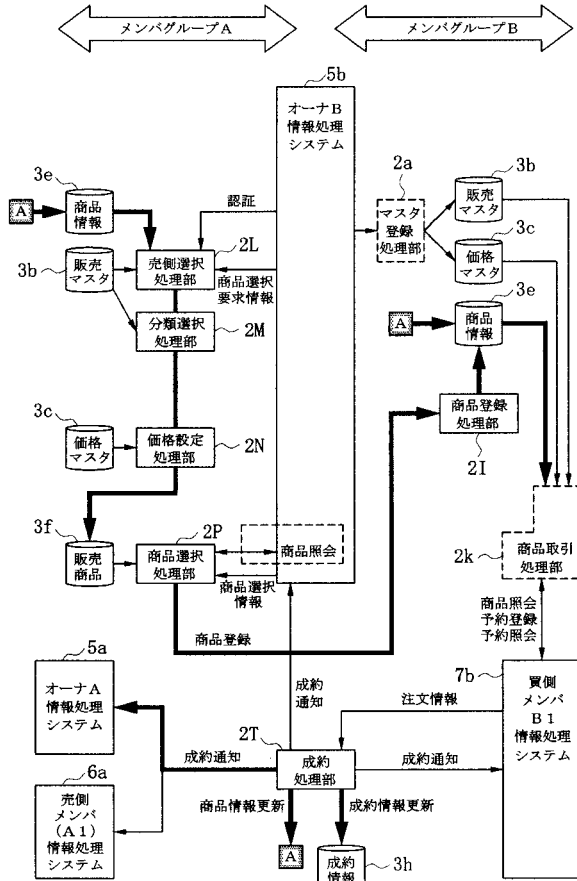 メンバグループA
メンバグループB
5b
オーナB
情報処理
システム
2a
マスタ
登録
処理部
3b
販売
マスタ
3c
価格
マスタ
3e
商品
情報
A
3e
商品
情報
A
認証
2L
売側選択
処理部
3b
販売
マスタ
商品選択
要求情報
分類選択
処理部
2M
商品登録
処理部
2I
3c
価格
マスタ
価格設定
処理部
2N
3f
販売
商品
2P
商品選択
処理部
商品照会
商品選択
情報
商品登録
2k
商品取引
処理部
商品照会
予約登録
予約照会
5a
オーナA
情報処理
システム
成約
通知
7b
買側
メンバ
B1
情報処理
システム
注文情報
2T
成約
処理部
成約通知
成約通知
6a
売側
メンバ
(A1)
情報処理
システム
商品情報更新
成約情報更新
A
成約
情報
3h